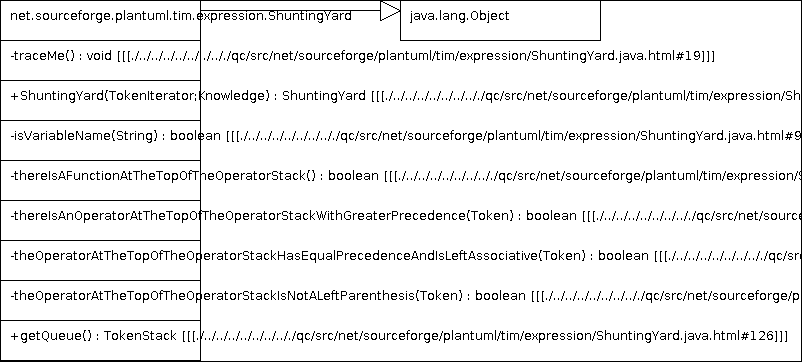 net.sourceforge.plantuml.tim.expression.ShuntingYard
java.lang.Object
-traceMe() : void [[[./../../../../../../../qc/src/net/sourceforge/plantuml/tim/expression/ShuntingYard.java.html#19]]]
+ShuntingYard(TokenIterator;Knowledge) : ShuntingYard [[[./../../../../../../../qc/src/net/sourceforge/plantuml/tim/expression/Sh
-isVariableName(String) : boolean [[[./../../../../../../../qc/src/net/sourceforge/plantuml/tim/expression/ShuntingYard.java.html#9
-thereIsAFunctionAtTheTopOfTheOperatorStack() : boolean [[[./../../../../../../../qc/src/net/sourceforge/plantuml/tim/expression/S
-thereIsAnOperatorAtTheTopOfTheOperatorStackWithGreaterPrecedence(Token) : boolean [[[./../../../../../../../qc/src/net/source
-theOperatorAtTheTopOfTheOperatorStackHasEqualPrecedenceAndIsLeftAssociative(Token) : boolean [[[./../../../../../../../qc/src
-theOperatorAtTheTopOfTheOperatorStackIsNotALeftParenthesis(Token) : boolean [[[./../../../../../../../qc/src/net/sourceforge/p
+getQueue() : TokenStack [[[./../../../../../../../qc/src/net/sourceforge/plantuml/tim/expression/ShuntingYard.java.html#126]]]